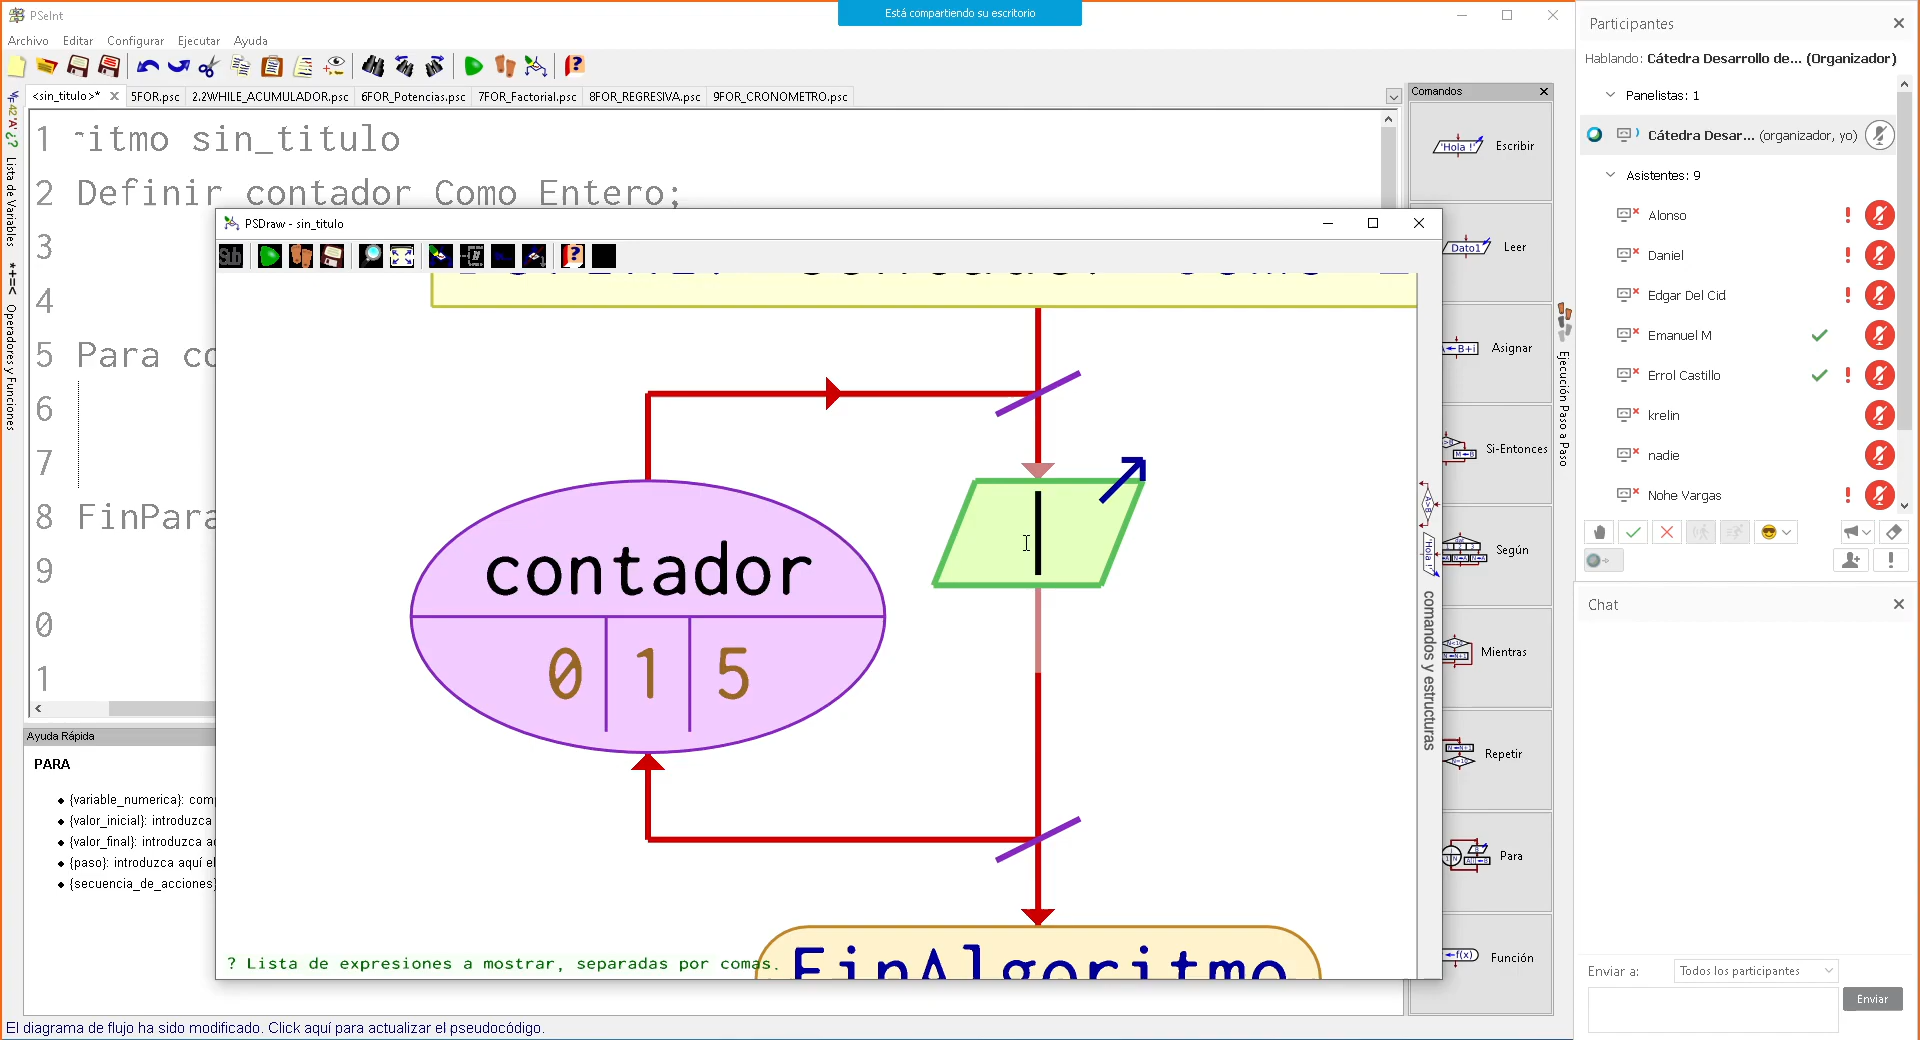 Está compartiendo su escritorio
PSeInt
Archivo Editar Configurar Ejecutar Ayuda
<sin_titulo>* 5FOR.psc 2.2WHILE_ACUMULADOR.psc 6FOR_Potencias.psc 7FOR_Factorial.psc 8FOR_REGRESIVA.psc 9FOR_CRONOMETRO.psc
Lista de Variables
Operadores y Funciones
1 ritmo sin_titulo
2 Definir contador Como Entero;
3
4
5 Para co
6
7
8 FinPara
9
0
1
Ayuda Rápida
PARA
{variable_numerica}: com
{valor_inicial}: introduzca
{valor_final}: introduzca a
{paso}: introduzca aquí el
{secuencia_de_acciones}
El diagrama de flujo ha sido modificado. Click aquí para actualizar el pseudocódigo.
PSDraw - sin_titulo
Sub
contador
0 1 5
FinAlgoritmo
? Lista de expresiones a mostrar, separadas por comas.
comandos y estructuras
'Hola !'
Comandos
'Hola !' Escribir
Dato1 Leer
A←B+i Asignar
Si-Entonces
Según
Mientras
Repetir
Para
←f(x) Función
Ejecución Paso a Paso
Participantes
Hablando: Cátedra Desarrollo de... (Organizador)
Panelistas: 1
Cátedra Desar... (organizador, yo)
Asistentes: 9
Alonso
Daniel
Edgar Del Cid
Emanuel M
Errol Castillo
krelin
nadie
Nohe Vargas
Chat
Enviar a: Todos los participantes
Enviar